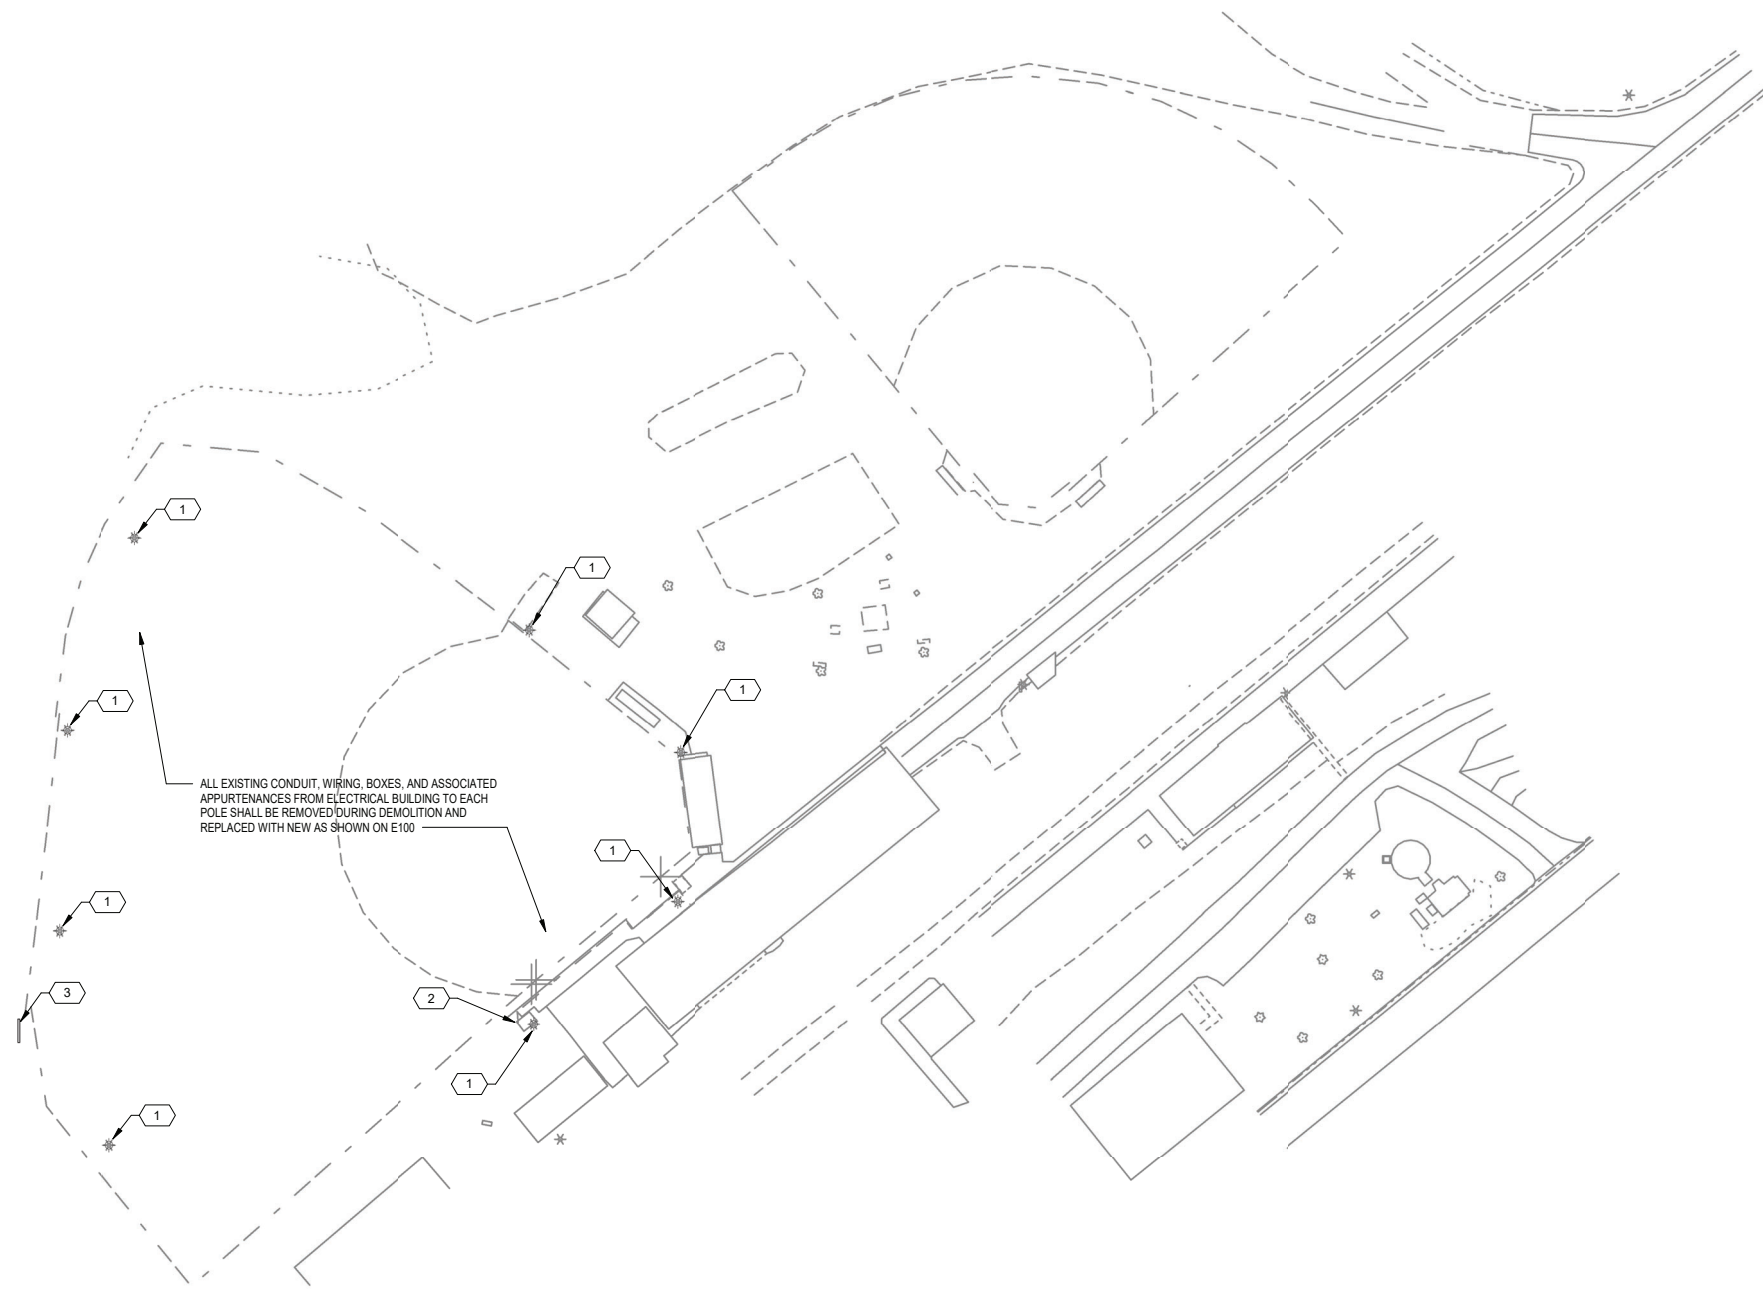 1
1
1
1
ALL EXISTING CONDUIT, WIRING, BOXES, AND ASSOCIATED
APPURTENANCES FROM ELECTRICAL BUILDING TO EACH
POLE SHALL BE REMOVED DURING DEMOLITION AND
REPLACED WITH NEW AS SHOWN ON E100
1
1
3
2
1
1